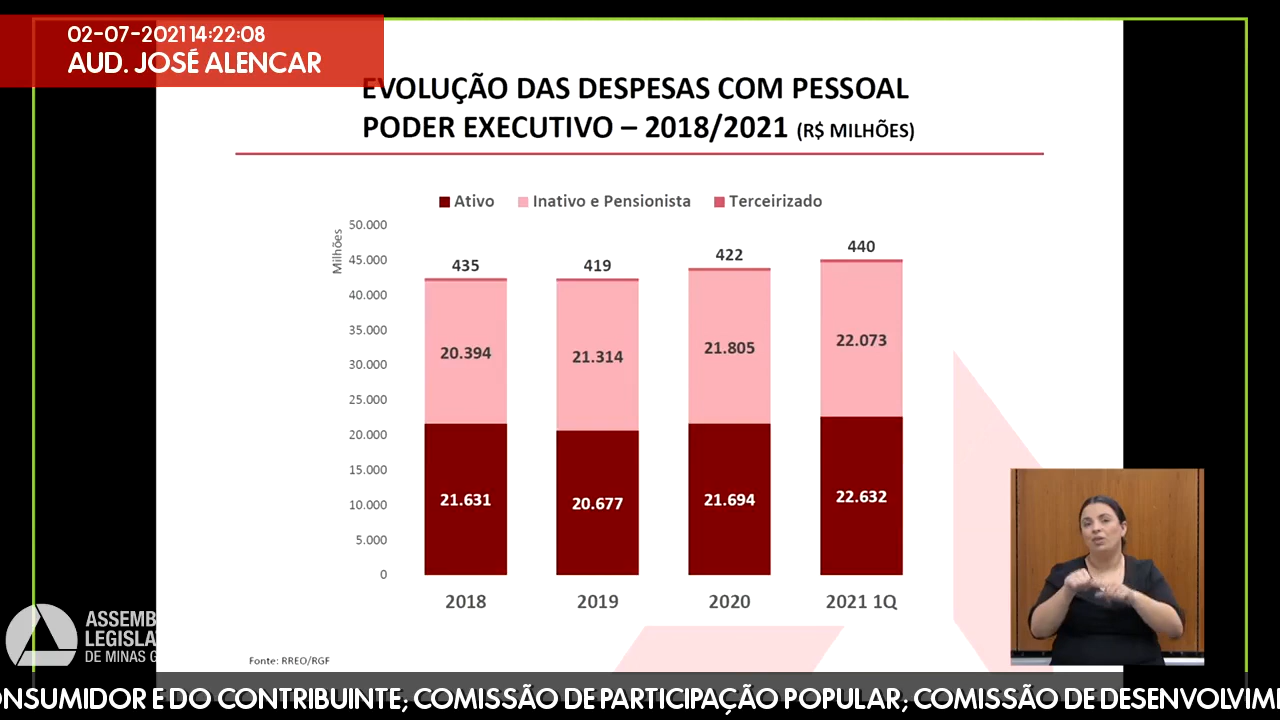 02-07-2021 14:22:08
AUD. JOSÉ ALENCAR
EVOLUÇÃO DAS DESPESAS COM PESSOAL
PODER EXECUTIVO – 2018/2021 (R$ MILHÕES)
Ativo Inativo e Pensionista Terceirizado
Milhões
50.000
45.000
40.000
35.000
30.000
25.000
20.000
15.000
10.000
5.000
0
435 419 422 440
20.394 21.314 21.805 22.073
21.631 20.677 21.694 22.632
2018 2019 2020 2021 1Q
Fonte: RREO/RGF
ASSEMB
LEGISLA
DE MINAS G
ONSUMIDOR E DO CONTRIBUINTE; COMISSÃO DE PARTICIPAÇÃO POPULAR; COMISSÃO DE DESENVOLVIM